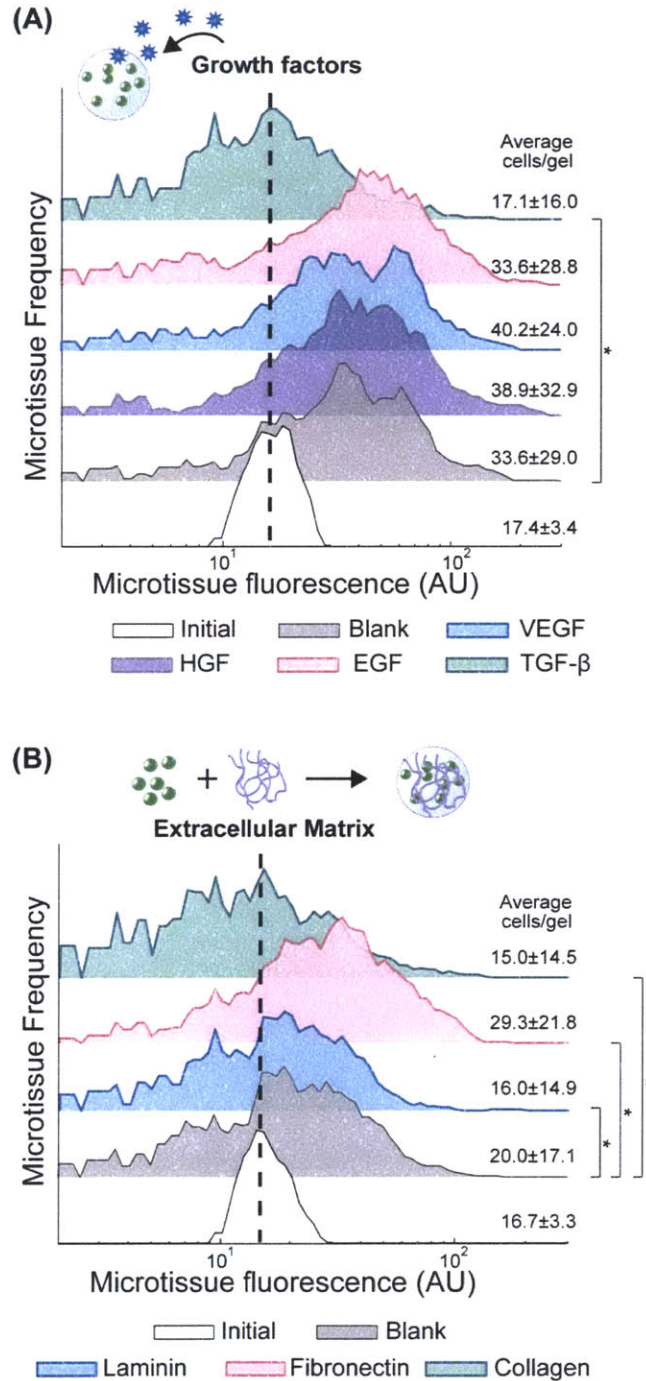 (A)
Growth factors
Average
cells/gel
17.1±16.0
33.6±28.8
40.2±24.0
38.9±32.9
33.6±29.0
17.4±3.4
*
Microtissue Frequency
10¹
10²
Microtissue fluorescence (AU)
Initial
Blank
VEGF
HGF
EGF
TGF-β
(B)
+
Extracellular Matrix
Average
cells/gel
15.0±14.5
29.3±21.8
16.0±14.9
20.0±17.1
16.7±3.3
*
*
Microtissue Frequency
10¹
10²
Microtissue fluorescence (AU)
Initial
Blank
Laminin
Fibronectin
Collagen